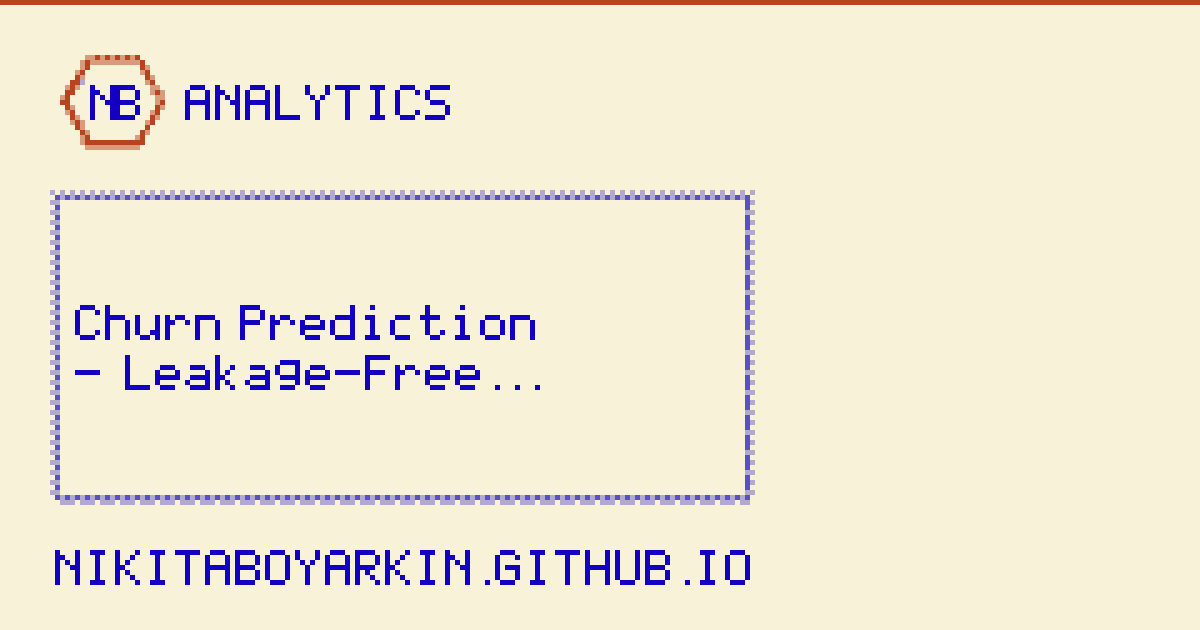 NB ANALYTICS
Churn Prediction
- Leakage-Free...
NIKITABOYARKIN.GITHUB.IO